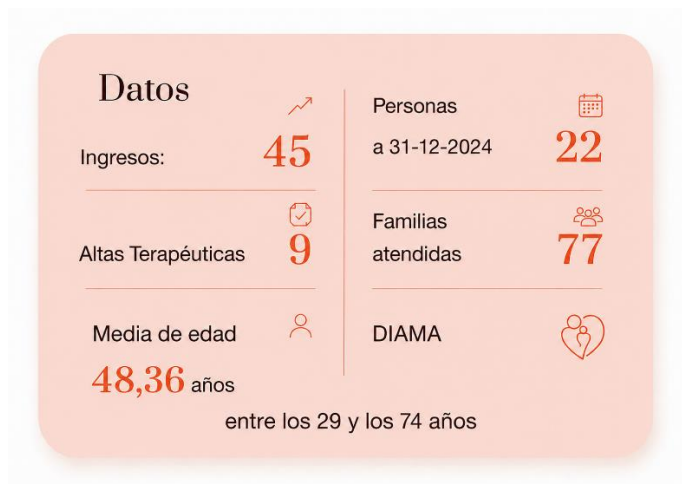 Datos
Ingresos:
45
Altas Terapéuticas
9
Media de edad
48,36 años
Personas
a 31-12-2024
22
Familias
atendidas
77
DIAMA
entre los 29 y los 74 años